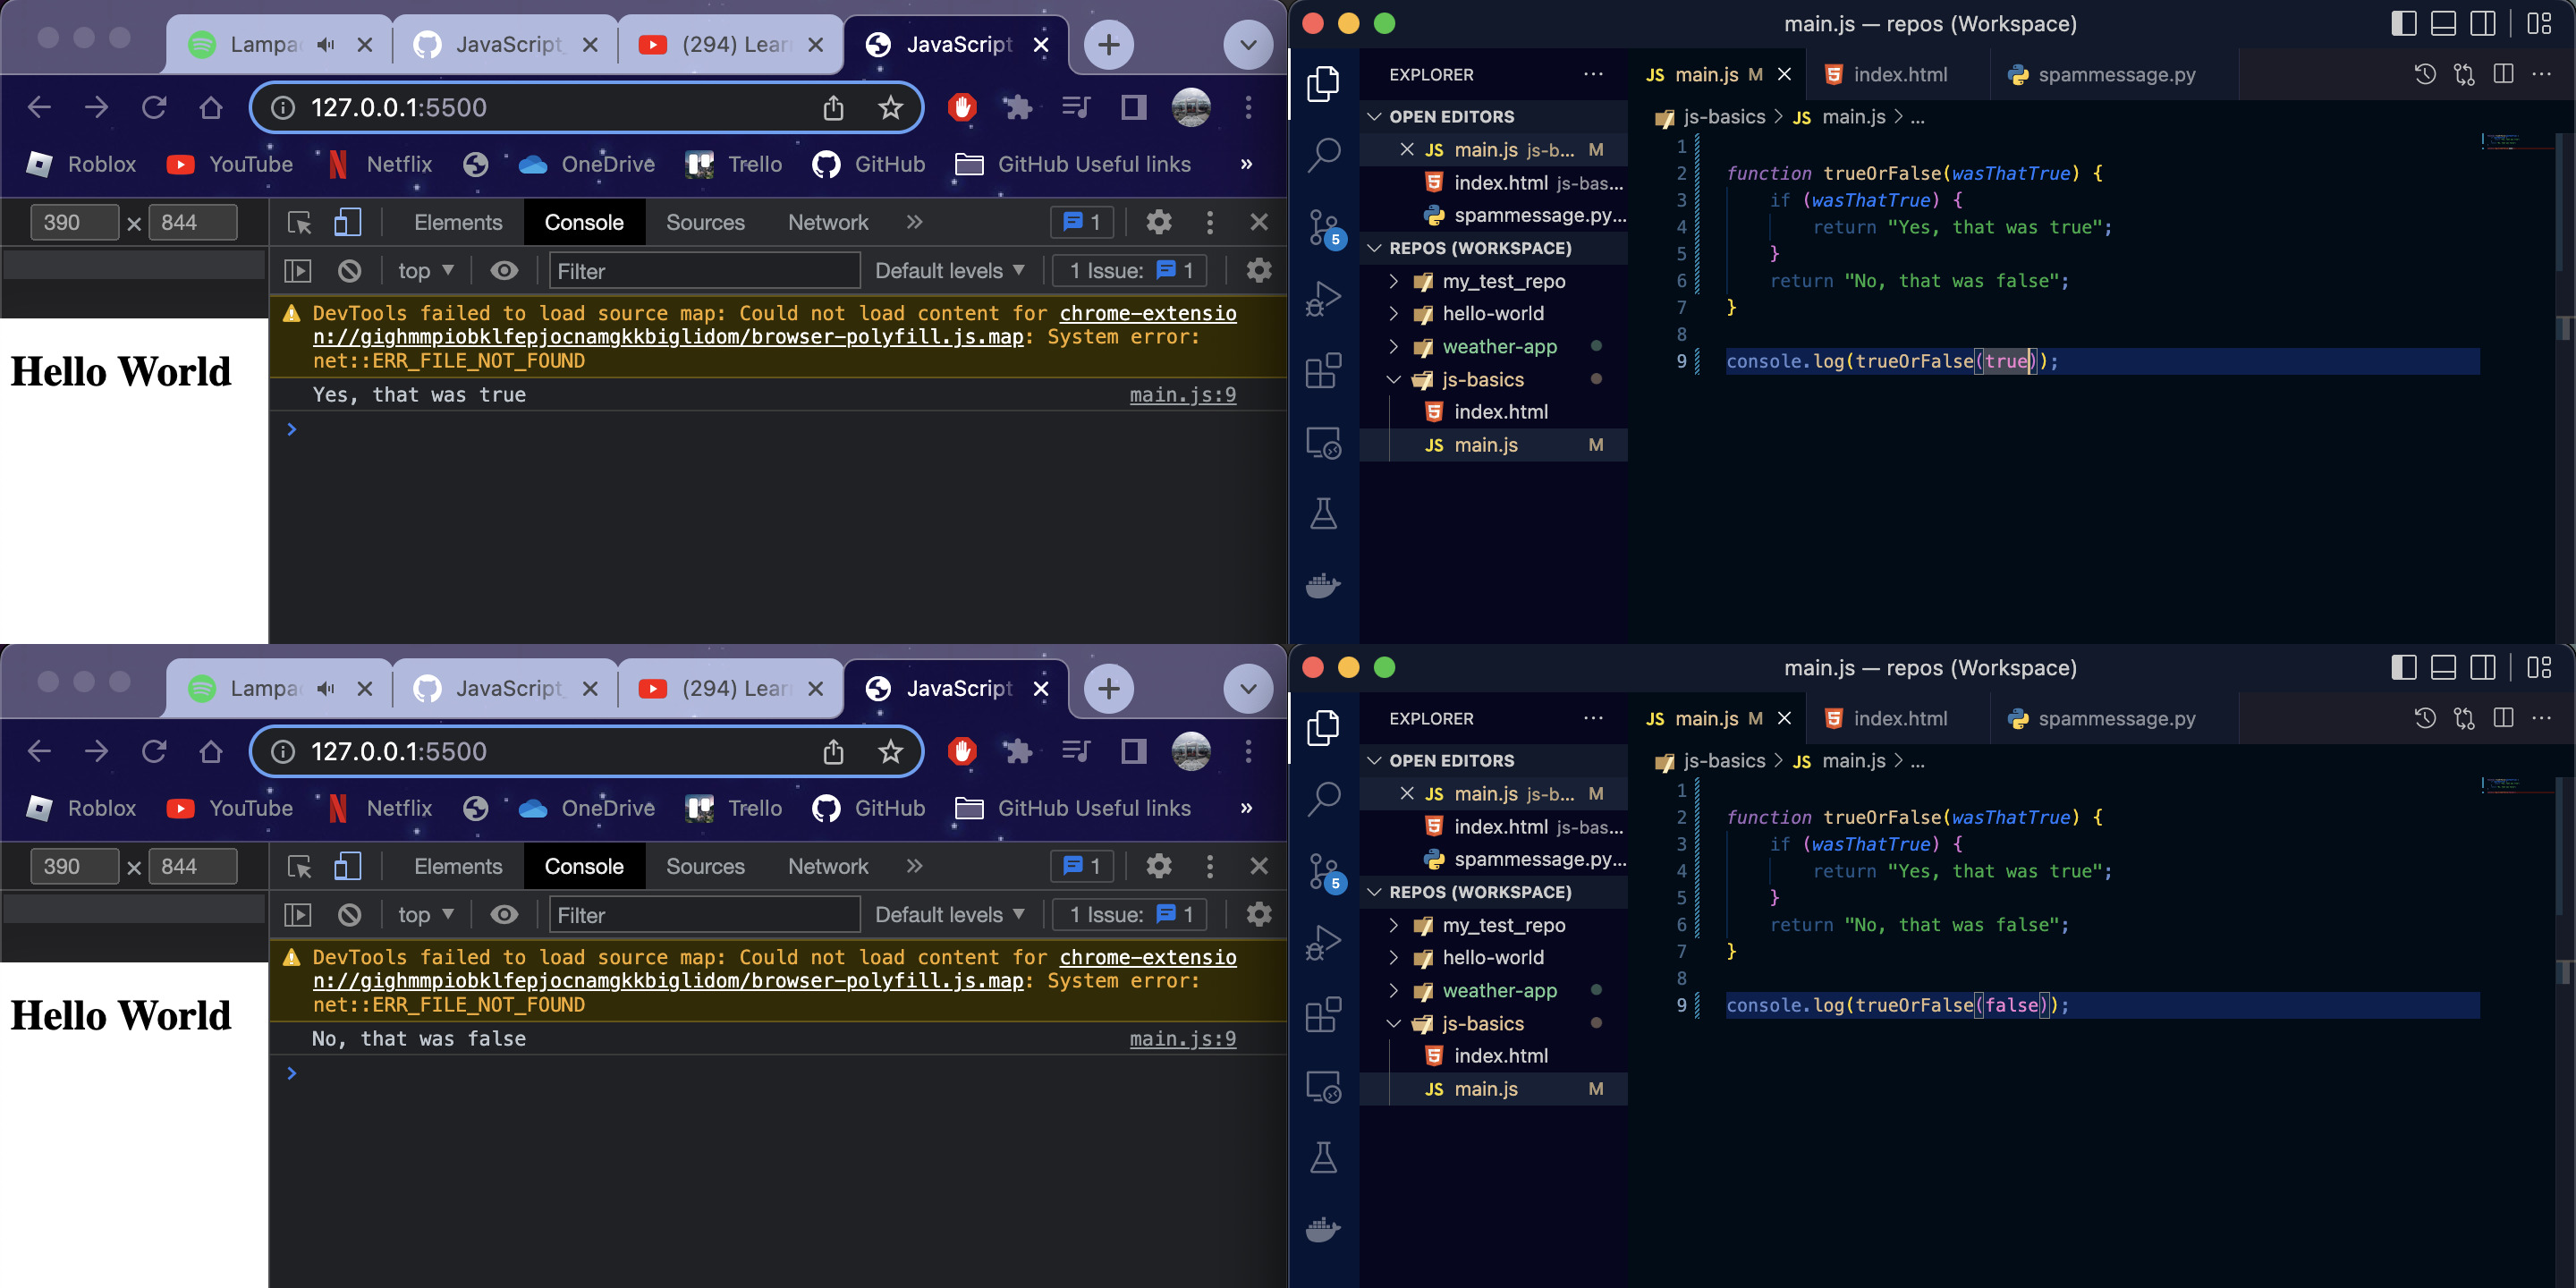 Lampa
JavaScript
(294) Lear
JavaScript
127.0.0.1:5500
Roblox
YouTube
Netflix
OneDrive
Trello
GitHub
GitHub Useful links
»
390 × 844
Elements
Console
Sources
Network
»
1
top
Filter
Default levels
1 Issue: 1
DevTools failed to load source map: Could not load content for chrome-extensio
n://gighmmpiobklfepjocnamgkkbiglidom/browser-polyfill.js.map: System error:
net::ERR_FILE_NOT_FOUND
Yes, that was true
main.js:9
>
Hello World
main.js — repos (Workspace)
EXPLORER
...
OPEN EDITORS
JS main.js js-b... M
index.html js-bas...
spammessage.py...
REPOS (WORKSPACE)
my_test_repo
hello-world
weather-app
js-basics
index.html
JS main.js M
5
JS main.js M
index.html
spammessage.py
js-basics > JS main.js > ...
1
2 function trueOrFalse(wasThatTrue) {
3 if (wasThatTrue) {
4 return "Yes, that was true";
5 }
6 return "No, that was false";
7 }
8
9 console.log(trueOrFalse(true));
Lampa
JavaScript
(294) Lear
JavaScript
127.0.0.1:5500
Roblox
YouTube
Netflix
OneDrive
Trello
GitHub
GitHub Useful links
»
390 × 844
Elements
Console
Sources
Network
»
1
top
Filter
Default levels
1 Issue: 1
DevTools failed to load source map: Could not load content for chrome-extensio
n://gighmmpiobklfepjocnamgkkbiglidom/browser-polyfill.js.map: System error:
net::ERR_FILE_NOT_FOUND
No, that was false
main.js:9
>
Hello World
main.js — repos (Workspace)
EXPLORER
...
OPEN EDITORS
JS main.js js-b... M
index.html js-bas...
spammessage.py...
REPOS (WORKSPACE)
my_test_repo
hello-world
weather-app
js-basics
index.html
JS main.js M
5
JS main.js M
index.html
spammessage.py
js-basics > JS main.js > ...
1
2 function trueOrFalse(wasThatTrue) {
3 if (wasThatTrue) {
4 return "Yes, that was true";
5 }
6 return "No, that was false";
7 }
8
9 console.log(trueOrFalse(false));